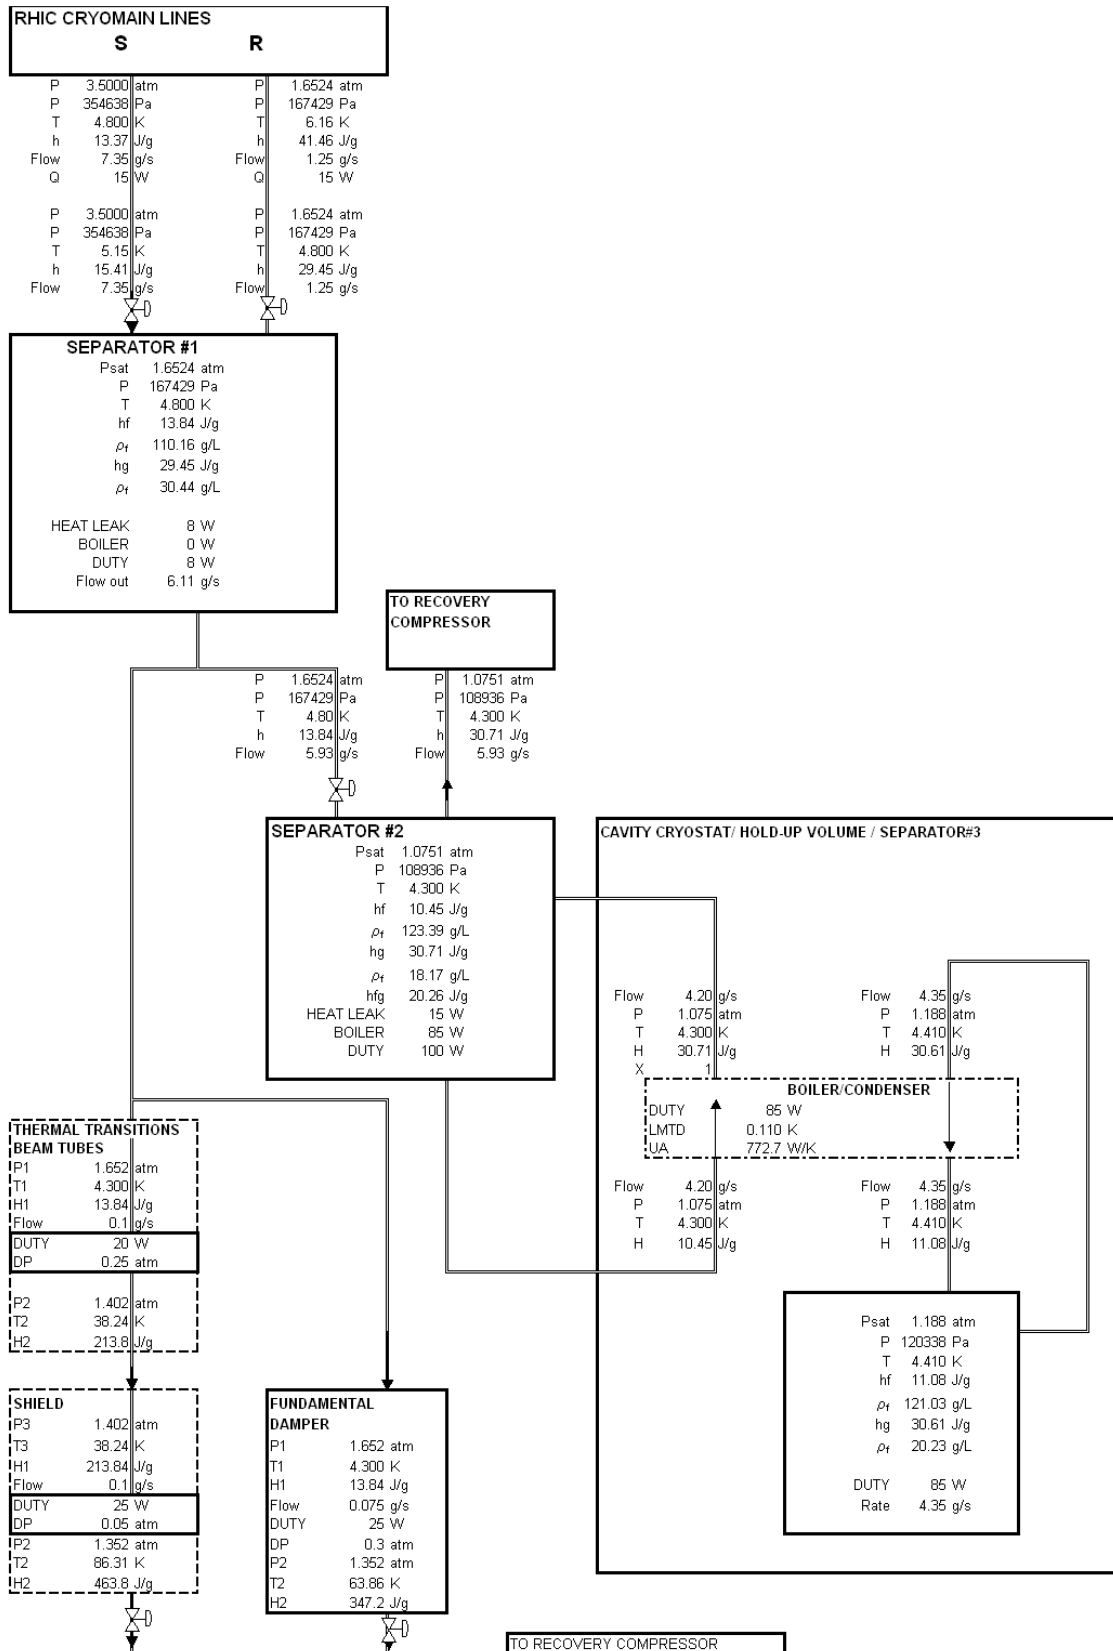 RHIC CRYOMAIN LINES
S R
P 3.5000 atm
P 354638 Pa
T 4.800 K
h 13.37 J/g
Flow 7.35 g/s
Q 15 W
P 1.6524 atm
P 167429 Pa
T 6.16 K
h 41.46 J/g
Flow 1.25 g/s
Q 15 W
P 3.5000 atm
P 354638 Pa
T 5.15 K
h 15.41 J/g
Flow 7.35 g/s
P 1.6524 atm
P 167429 Pa
T 4.800 K
h 29.45 J/g
Flow 1.25 g/s
SEPARATOR #1
Psat 1.6524 atm
P 167429 Pa
T 4.800 K
hf 13.84 J/g
ρf 110.16 g/L
hg 29.45 J/g
ρf 30.44 g/L
HEAT LEAK 8 W
BOILER 0 W
DUTY 8 W
Flow out 6.11 g/s
TO RECOVERY
COMPRESSOR
P 1.6524 atm
P 167429 Pa
T 4.80 K
h 13.84 J/g
Flow 5.93 g/s
P 1.0751 atm
P 108936 Pa
T 4.300 K
h 30.71 J/g
Flow 5.93 g/s
SEPARATOR #2
Psat 1.0751 atm
P 108936 Pa
T 4.300 K
hf 10.45 J/g
ρf 123.39 g/L
hg 30.71 J/g
ρf 18.17 g/L
hfg 20.26 J/g
HEAT LEAK 15 W
BOILER 85 W
DUTY 100 W
CAVITY CRYOSTAT/ HOLD-UP VOLUME / SEPARATOR#3
Flow 4.20 g/s
P 1.075 atm
T 4.300 K
H 30.71 J/g
X 1
Flow 4.35 g/s
P 1.188 atm
T 4.410 K
H 30.61 J/g
BOILER/CONDENSER
DUTY 85 W
LMTD 0.110 K
UA 772.7 W/K
Flow 4.20 g/s
P 1.075 atm
T 4.300 K
H 10.45 J/g
Flow 4.35 g/s
P 1.188 atm
T 4.410 K
H 11.08 J/g
Psat 1.188 atm
P 120338 Pa
T 4.410 K
hf 11.08 J/g
ρf 121.03 g/L
hg 30.61 J/g
ρf 20.23 g/L
DUTY 85 W
Rate 4.35 g/s
THERMAL TRANSITIONS
BEAM TUBES
P1 1.652 atm
T1 4.300 K
H1 13.84 J/g
Flow 0.1 g/s
DUTY 20 W
DP 0.25 atm
P2 1.402 atm
T2 38.24 K
H2 213.8 J/g
SHIELD
P3 1.402 atm
T3 38.24 K
H1 213.84 J/g
Flow 0.1 g/s
DUTY 25 W
DP 0.05 atm
P2 1.352 atm
T2 86.31 K
H2 463.8 J/g
FUNDAMENTAL
DAMPER
P1 1.652 atm
T1 4.300 K
H1 13.84 J/g
Flow 0.075 g/s
DUTY 25 W
DP 0.3 atm
P2 1.352 atm
T2 63.86 K
H2 347.2 J/g
TO RECOVERY COMPRESSOR